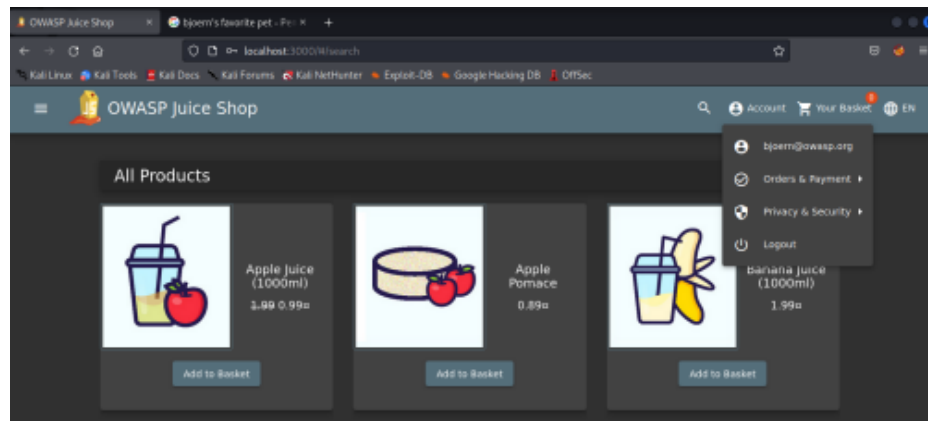 OWASP Juice Shop
bjoern's favorite pet - Per
localhost:3000/#/search
Kali Linux Kali Tools Kali Docs Kali Forums Kali NetHunter Exploit-DB Google Hacking DB OffSec
OWASP Juice Shop
Account Your Basket EN
bjoern@owasp.org
Orders & Payment
Privacy & Security
Logout
All Products
Apple Juice
(1000ml)
1.99 0.99¤
Add to Basket
Apple
Pomace
0.89¤
Add to Basket
Banana Juice
(1000ml)
1.99¤
Add to Basket